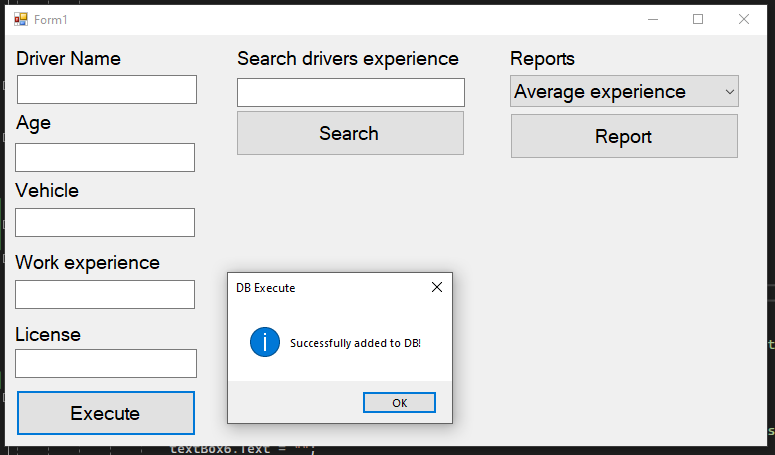 Form1
Driver Name
Age
Vehicle
Work experience
License
Execute
Search drivers experience
Search
Reports
Average experience
Report
DB Execute
Successfully added to DB!
OK
textBox6.Text = "";